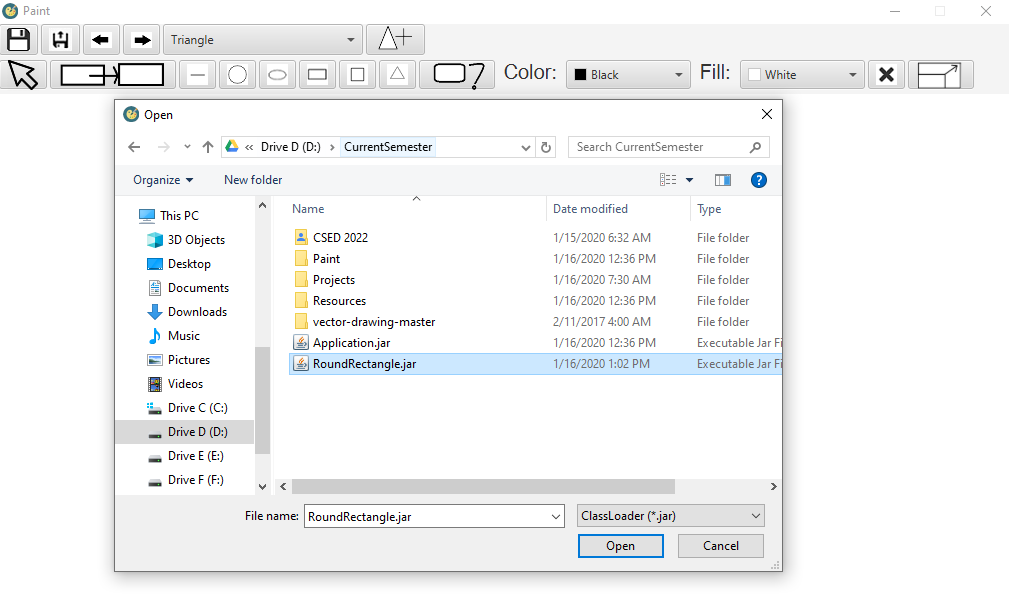 Paint
Triangle
Color: Black Fill: White
Open
« Drive D (D:) › CurrentSemester Search CurrentSemester
Organize New folder
Name Date modified Type
This PC
3D Objects
Desktop
Documents
Downloads
Music
Pictures
Videos
Drive C (C:)
Drive D (D:)
Drive E (E:)
Drive F (F:)
CSED 2022 1/15/2020 6:32 AM File folder
Paint 1/16/2020 12:36 PM File folder
Projects 1/16/2020 7:30 AM File folder
Resources 1/16/2020 12:36 PM File folder
vector-drawing-master 2/11/2017 4:00 AM File folder
Application.jar 1/16/2020 12:36 PM Executable Jar Fi
RoundRectangle.jar 1/16/2020 1:02 PM Executable Jar Fi
File name: RoundRectangle.jar ClassLoader (*.jar)
Open Cancel